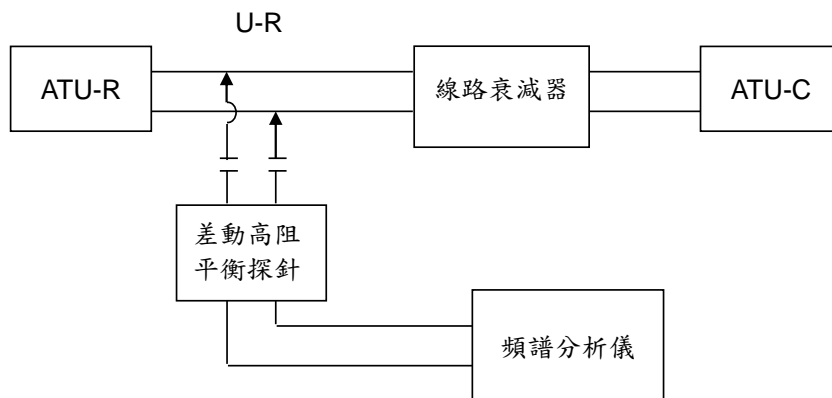 U-R
ATU-R
線路衰減器
ATU-C
差動高阻
平衡探針
頻譜分析儀